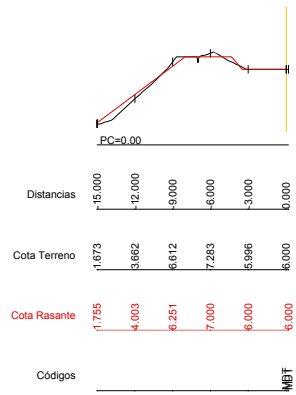 PC=0.00
Distancias -15.000 -12.000 -9.000 -6.000 -3.000 0.000
Cota Terreno 1.673 3.662 6.612 7.283 5.996 6.000
Cota Rasante 1.755 4.003 6.251 7.000 6.000 6.000
Códigos